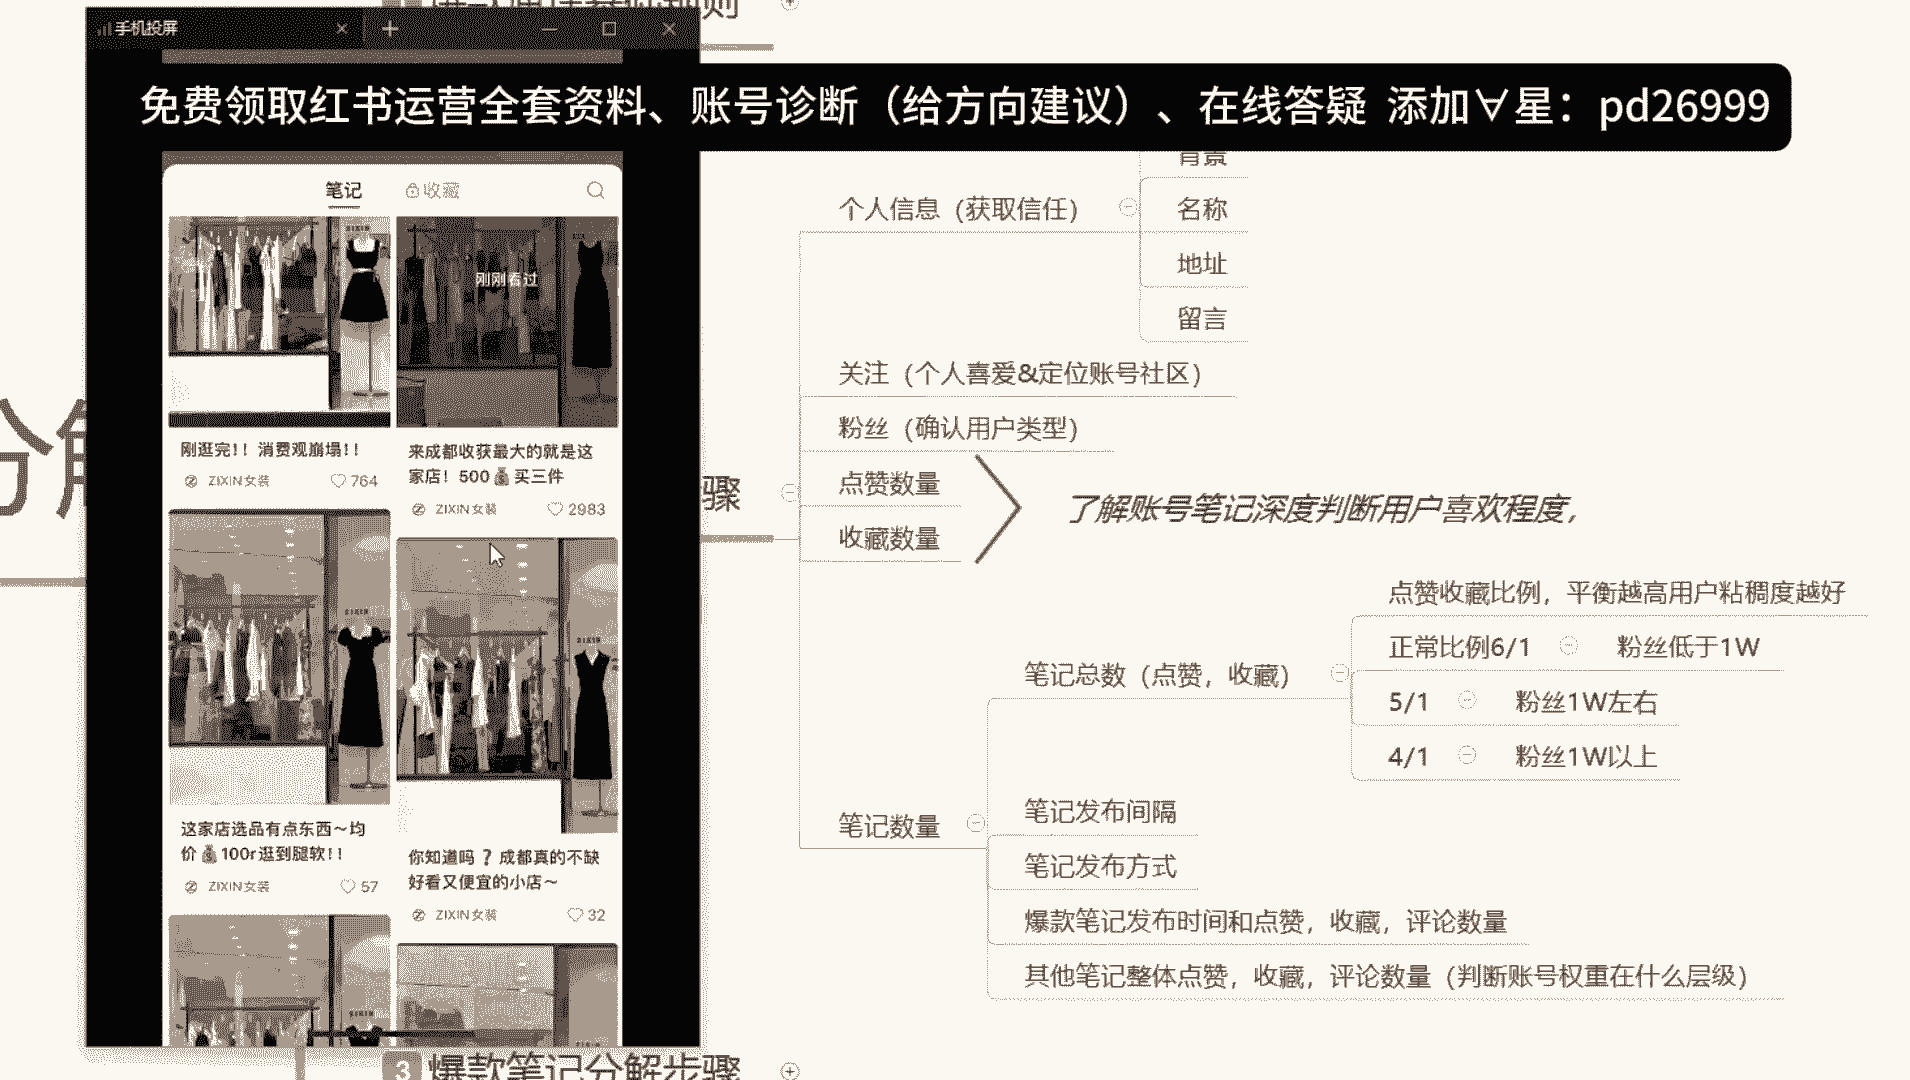 手机投屏
免费领取红书运营全套资料、账号诊断（给方向建议）、在线答疑 添加∀星：pd26999
笔记
收藏
刚刚看过
刚逛完!! 消费观崩塌!!
ZIXIN女装
764
来成都收获最大的就是这
家店! 500💰买三件
ZIXIN女装
2983
这家店选品有点东西~均
价💰100r逛到腿软!!
ZIXIN女装
57
你知道吗？成都真的不缺
好看又便宜的小店~
ZIXIN女装
32
分解
骤
个人信息（获取信任）
背景
名称
地址
留言
关注（个人喜爱&定位账号社区）
粉丝（确认用户类型）
点赞数量
收藏数量
了解账号笔记深度判断用户喜欢程度，
笔记数量
笔记总数（点赞，收藏）
点赞收藏比例，平衡越高用户粘稠度越好
正常比例6/1
粉丝低于1W
5/1
粉丝1W左右
4/1
粉丝1W以上
笔记发布间隔
笔记发布方式
爆款笔记发布时间和点赞，收藏，评论数量
其他笔记整体点赞，收藏，评论数量（判断账号权重在什么层级）
3 爆款笔记分解步骤